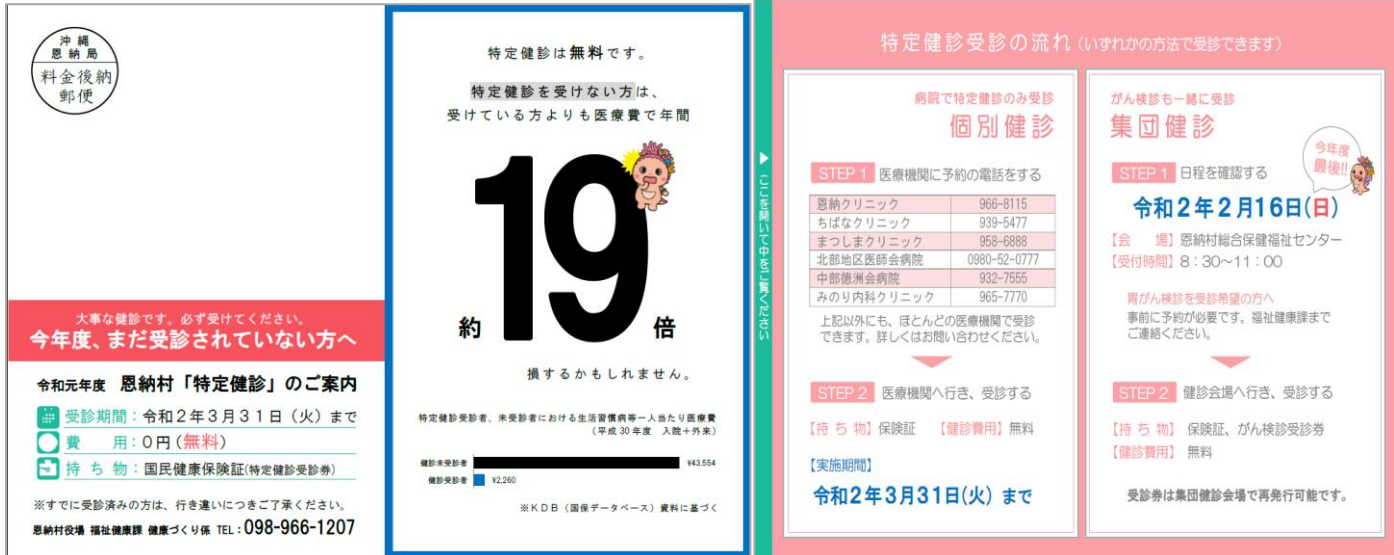 沖縄
恩納局
料金後納
郵便
大事な健診です。必ず受けてください。
今年度、まだ受診されていない方へ
令和元年度 恩納村「特定健診」のご案内
受診期間：令和2年3月31日（火）まで
費 用：0円（無料）
持ち物：国民健康保険証(特定健診受診券)
※すでに受診済みの方は、行き違いにつきご了承ください。
恩納村役場 福祉健康課 健康づくり係 TEL：098-966-1207
特定健診は無料です。
特定健診を受けない方は、
受けている方よりも医療費で年間
約19倍
損するかもしれません。
特定健診受診者、未受診者における生活習慣病等一人当たり医療費
（平成30年度 入院＋外来）
健診未受診者 ¥43,554
健診受診者 ¥2,260
※KDB（国保データベース）資料に基づく
▶ここを開いて中をご覧ください
特定健診受診の流れ（いずれかの方法で受診できます）
病院で特定健診のみ受診
個別健診
STEP 1 医療機関に予約の電話をする
恩納クリニック 966-8115
ちばなクリニック 939-5477
まつしまクリニック 958-6888
北部地区医師会病院 0980-52-0777
中部徳洲会病院 932-7555
みのり内科クリニック 965-7770
上記以外にも、ほとんどの医療機関で受診
できます。詳しくはお問い合わせください。
STEP 2 医療機関へ行き、受診する
【持ち物】保険証 【健診費用】無料
【実施期間】
令和2年3月31日(火) まで
がん検診も一緒に受診
集団健診
今年度
最後!!
STEP 1 日程を確認する
令和2年2月16日(日)
【会 場】恩納村総合保健福祉センター
【受付時間】8：30～11：00
胃がん検診を受診希望の方へ
事前に予約が必要です。福祉健康課まで
ご連絡ください。
STEP 2 健診会場へ行き、受診する
【持ち物】保険証、がん検診受診券
【健診費用】無料
受診券は集団健診会場で再発行可能です。